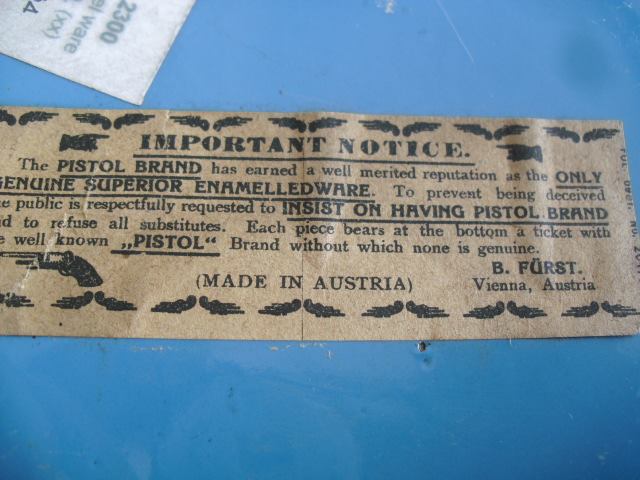 2300
ware
(xx)
IMPORTANT NOTICE.
The PISTOL BRAND has earned a well merited reputation as the ONLY
GENUINE SUPERIOR ENAMELLEDWARE. To prevent being deceived
public is respectfully requested to INSIST ON HAVING PISTOL BRAND
to refuse all substitutes. Each piece bears at the bottom a ticket with
well known „PISTOL“ Brand without which none is genuine.
B. FÜRST.
(MADE IN AUSTRIA) Vienna, Austria